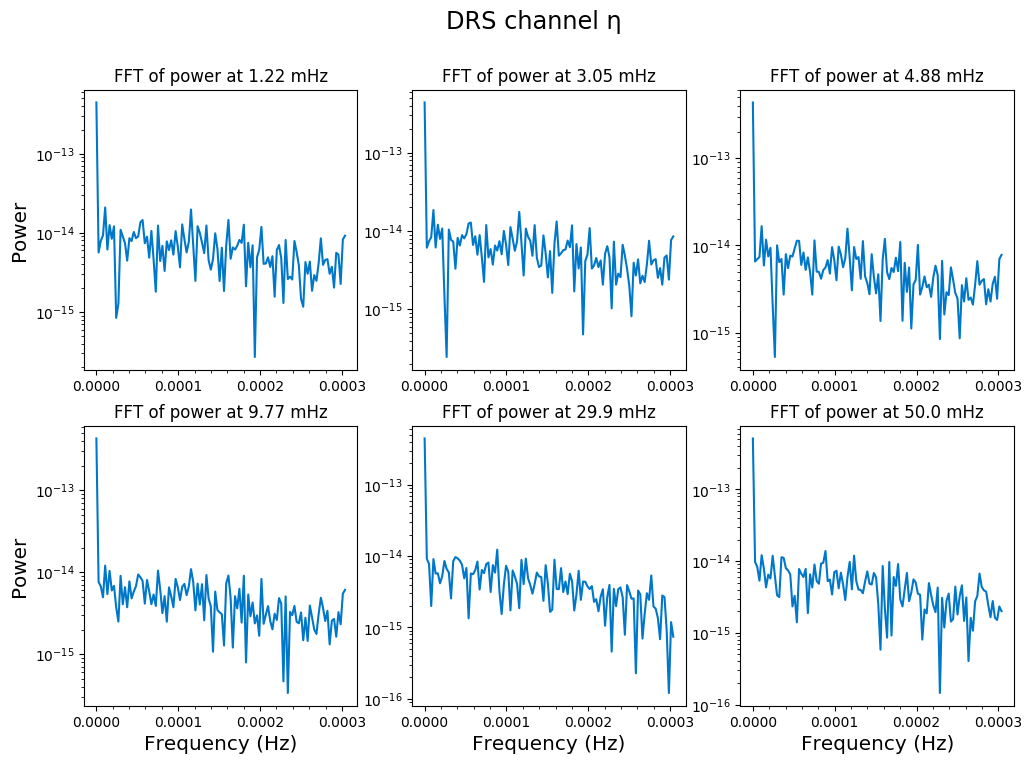 DRS channel η
FFT of power at 1.22 mHz
FFT of power at 3.05 mHz
FFT of power at 4.88 mHz
Power
10⁻¹³
10⁻¹⁴
10⁻¹⁵
10⁻¹³
10⁻¹⁴
10⁻¹⁵
10⁻¹³
10⁻¹⁴
10⁻¹⁵
0.0000 0.0001 0.0002 0.0003
0.0000 0.0001 0.0002 0.0003
0.0000 0.0001 0.0002 0.0003
FFT of power at 9.77 mHz
FFT of power at 29.9 mHz
FFT of power at 50.0 mHz
Power
10⁻¹³
10⁻¹⁴
10⁻¹⁵
10⁻¹³
10⁻¹⁴
10⁻¹⁵
10⁻¹⁶
10⁻¹³
10⁻¹⁴
10⁻¹⁵
10⁻¹⁶
0.0000 0.0001 0.0002 0.0003
0.0000 0.0001 0.0002 0.0003
0.0000 0.0001 0.0002 0.0003
Frequency (Hz)
Frequency (Hz)
Frequency (Hz)